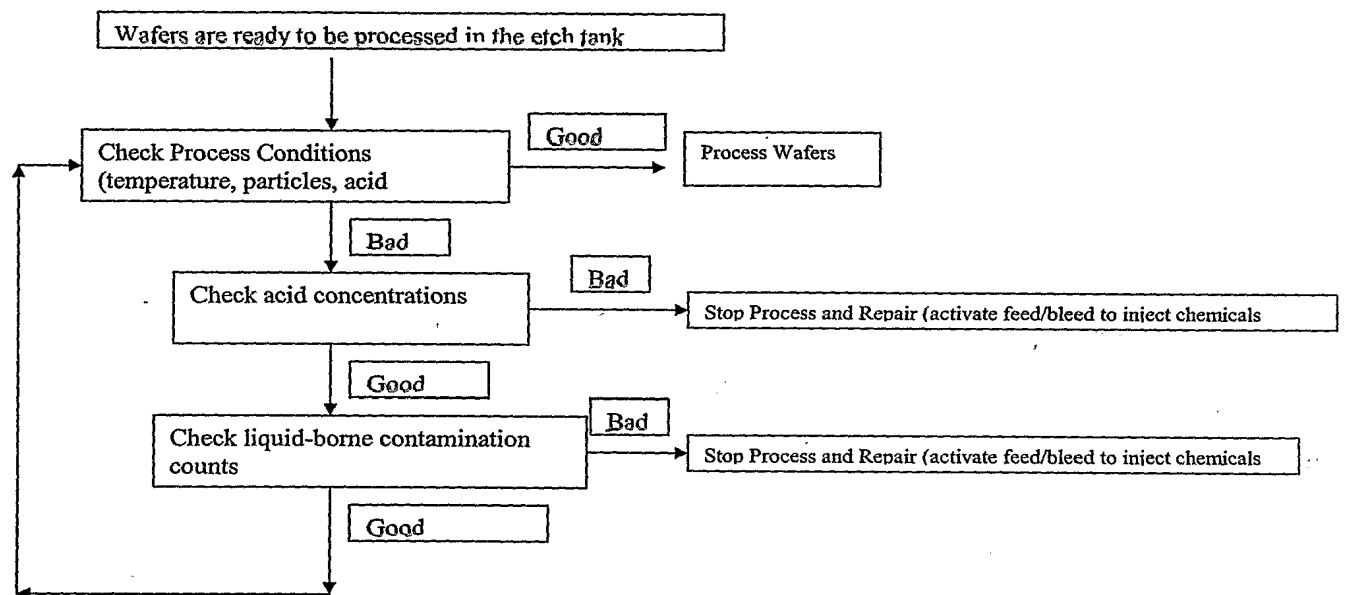 Wafers are ready to be processed in the etch tank
Good
Check Process Conditions
(temperature, particles, acid
Process Wafers
Bad
Check acid concentrations
Bad
Stop Process and Repair (activate feed/bleed to inject chemicals
Good
Check liquid-borne contamination
counts
Bad
Stop Process and Repair (activate feed/bleed to inject chemicals
Good